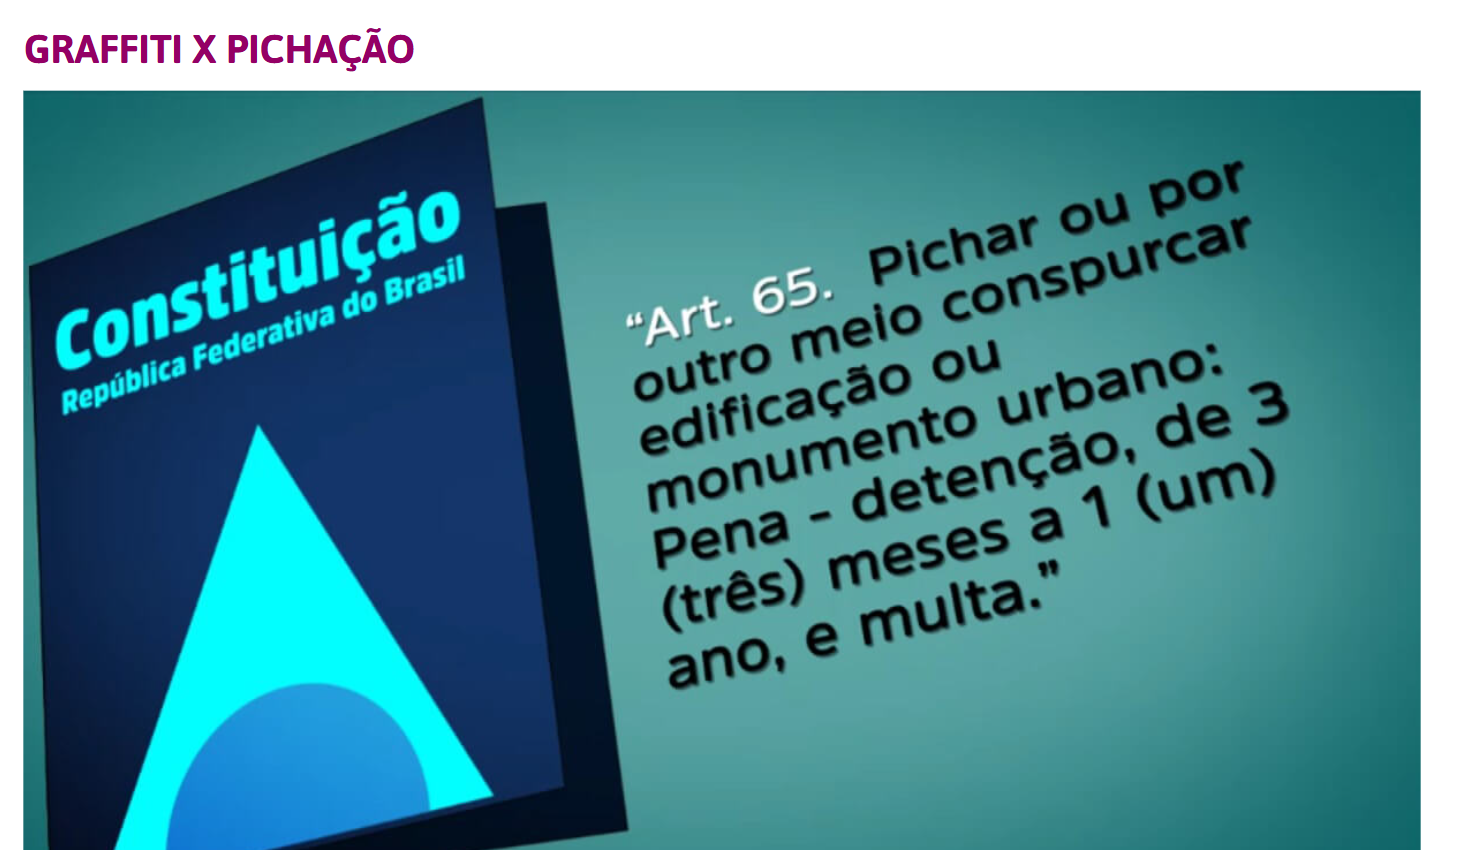 GRAFFITI X PICHAÇÃO
Constituição
República Federativa do Brasil
“Art. 65. Pichar ou por
outro meio conspurcar
edificação ou
monumento urbano:
Pena - detenção, de 3
(três) meses a 1 (um)
ano, e multa.”